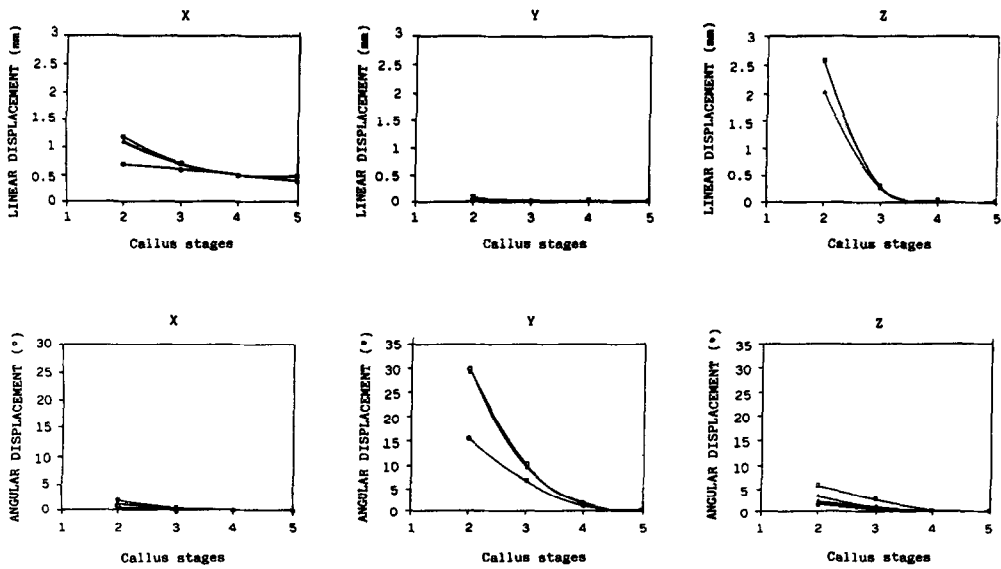 X
LINEAR DISPLACEMENT (mm)
3
2.5
2
1.5
1
0.5
0
1 2 3 4 5
Callus stages
Y
LINEAR DISPLACEMENT (mm)
3
2.5
2
1.5
1
0.5
0
1 2 3 4 5
Callus stages
Z
LINEAR DISPLACEMENT (mm)
3
2.5
2
1.5
1
0.5
0
1 2 3 4 5
Callus stages
X
ANGULAR DISPLACEMENT (°)
30
25
20
15
10
5
0
1 2 3 4 5
Callus stages
Y
ANGULAR DISPLACEMENT (°)
35
30
25
20
15
10
5
0
1 2 3 4 5
Callus stages
Z
ANGULAR DISPLACEMENT (°)
35
30
25
20
15
10
5
0
1 2 3 4 5
Callus stages